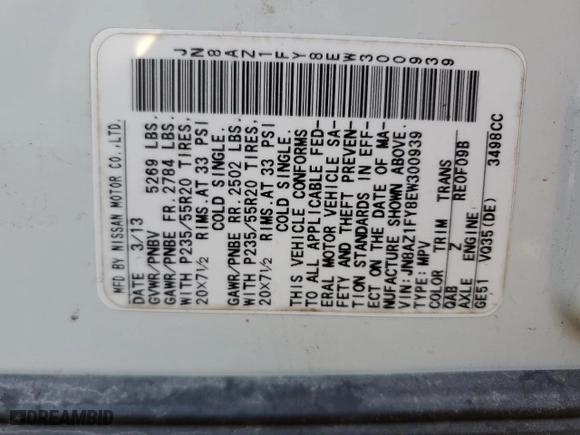 JN8AZ1FY8EW300939
MFD BY NISSAN MOTOR CO.,LTD.
DATE 3/13
GVWR/PNBV 5269 LBS.
GAWR/PNBE FR. 2784 LBS.
WITH P235/55R20 TIRES,
20X7½ RIMS.AT 33 PSI
COLD SINGLE.
GAWR/PNBE RR. 2502 LBS.
WITH P235/55R20 TIRES,
20X7½ RIMS.AT 33 PSI
COLD SINGLE.
THIS VEHICLE CONFORMS
TO ALL APPLICABLE FED-
ERAL MOTOR VEHICLE SA-
FETY AND THEFT PREVEN-
TION STANDARDS IN EFF-
ECT ON THE DATE OF MA-
NUFACTURE SHOWN ABOVE.
VIN:JN8AZ1FY8EW300939
TYPE:MPV
COLOR TRIM TRANS
QAB Z RE0F09B
AXLE ENGINE
GE51 VQ35(DE) 3498CC
DREAMBID